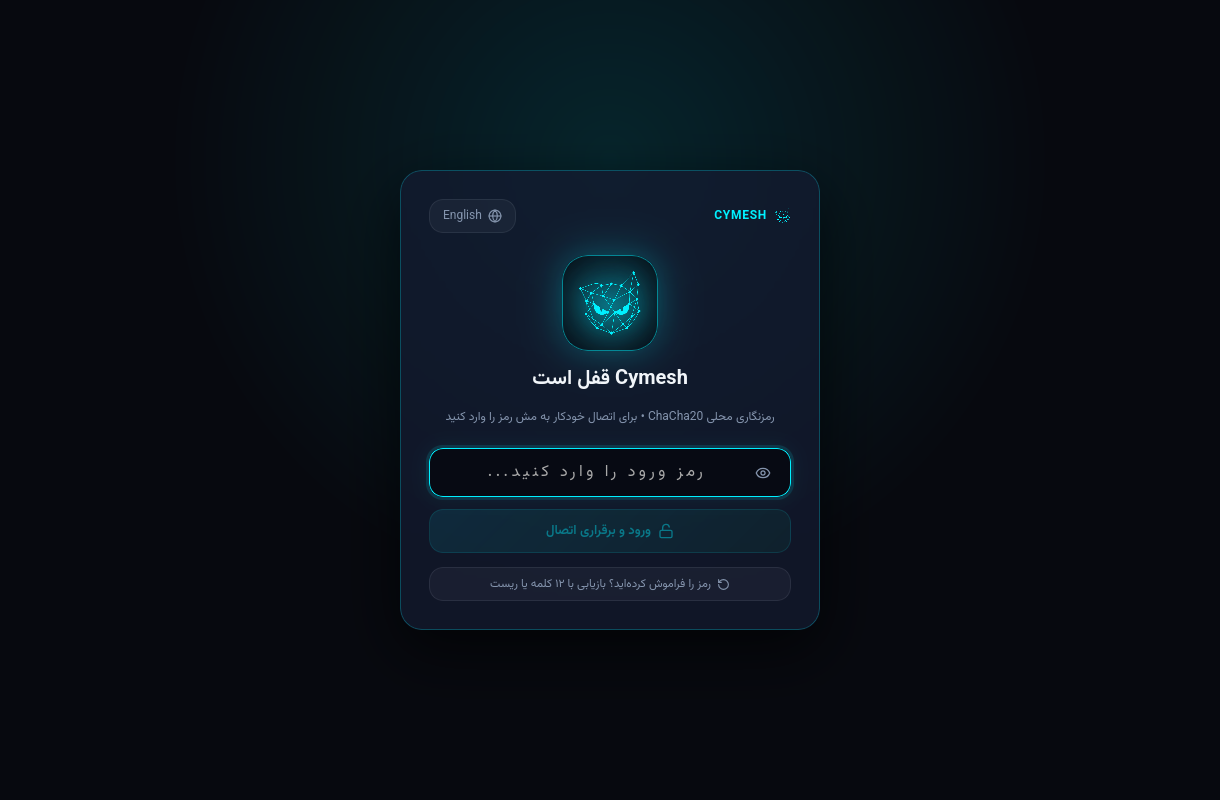 CYMESH
English
Cymesh قفل است
رمزنگاری محلی ChaCha20 • برای اتصال خودکار به مش رمز را وارد کنید
رمز ورود را وارد کنید...
ورود و برقراری اتصال
رمز را فراموش کرده‌اید؟ بازیابی با ۱۲ کلمه یا ریست